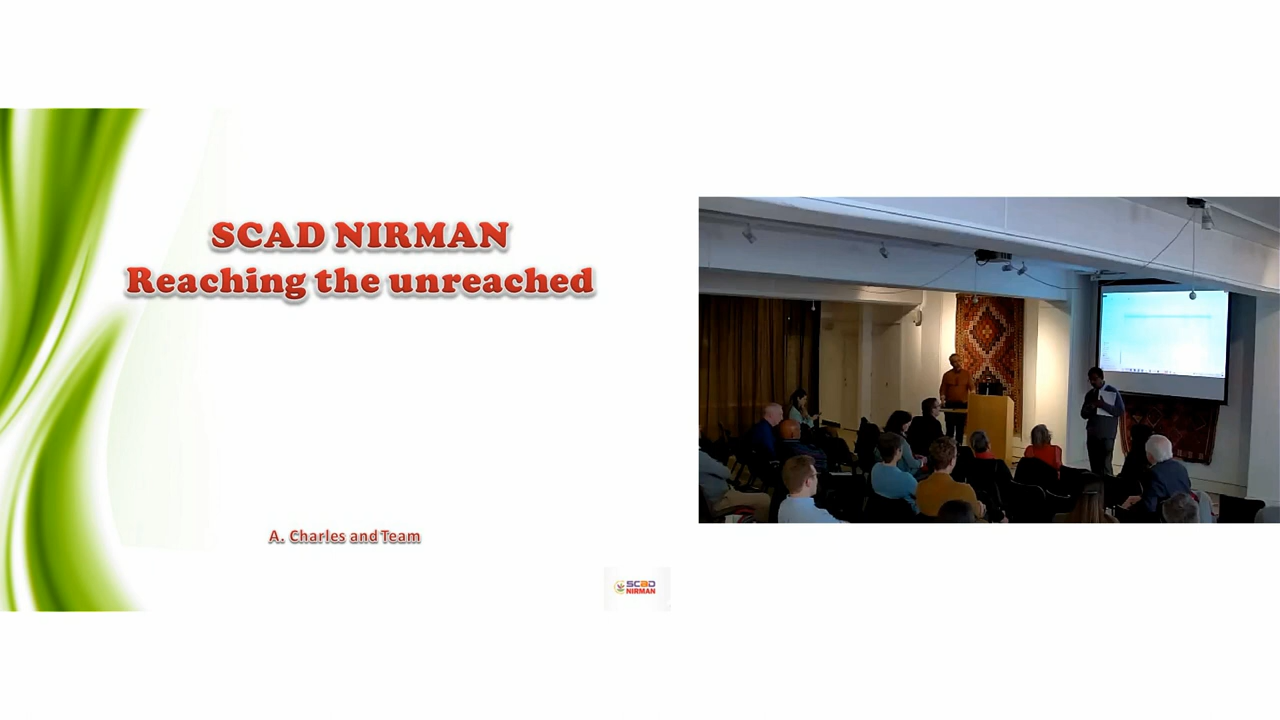 SCAD NIRMAN
Reaching the unreached
A. Charles and Team
SCAD
NIRMAN